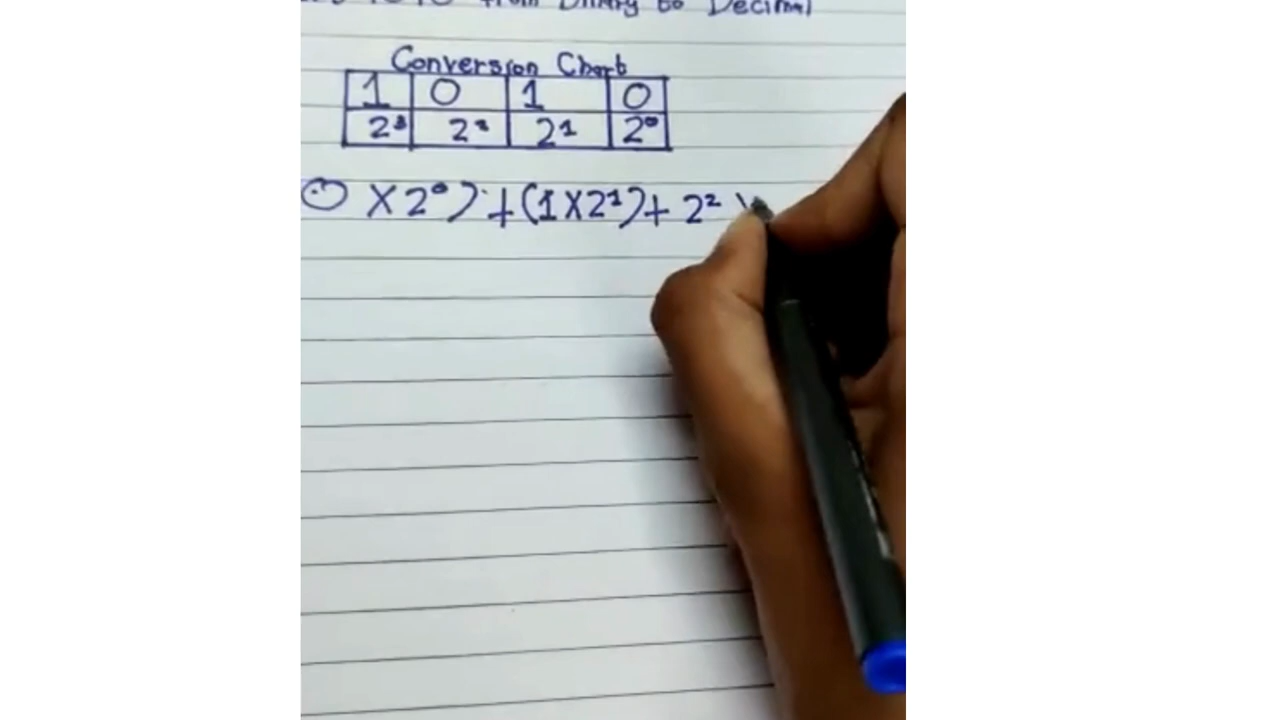 from Binary to Decimal
Conversion Chart
1 0 1 0
2³ 2² 2¹ 2⁰
0 × 2⁰) + (1 × 2¹) + 2²